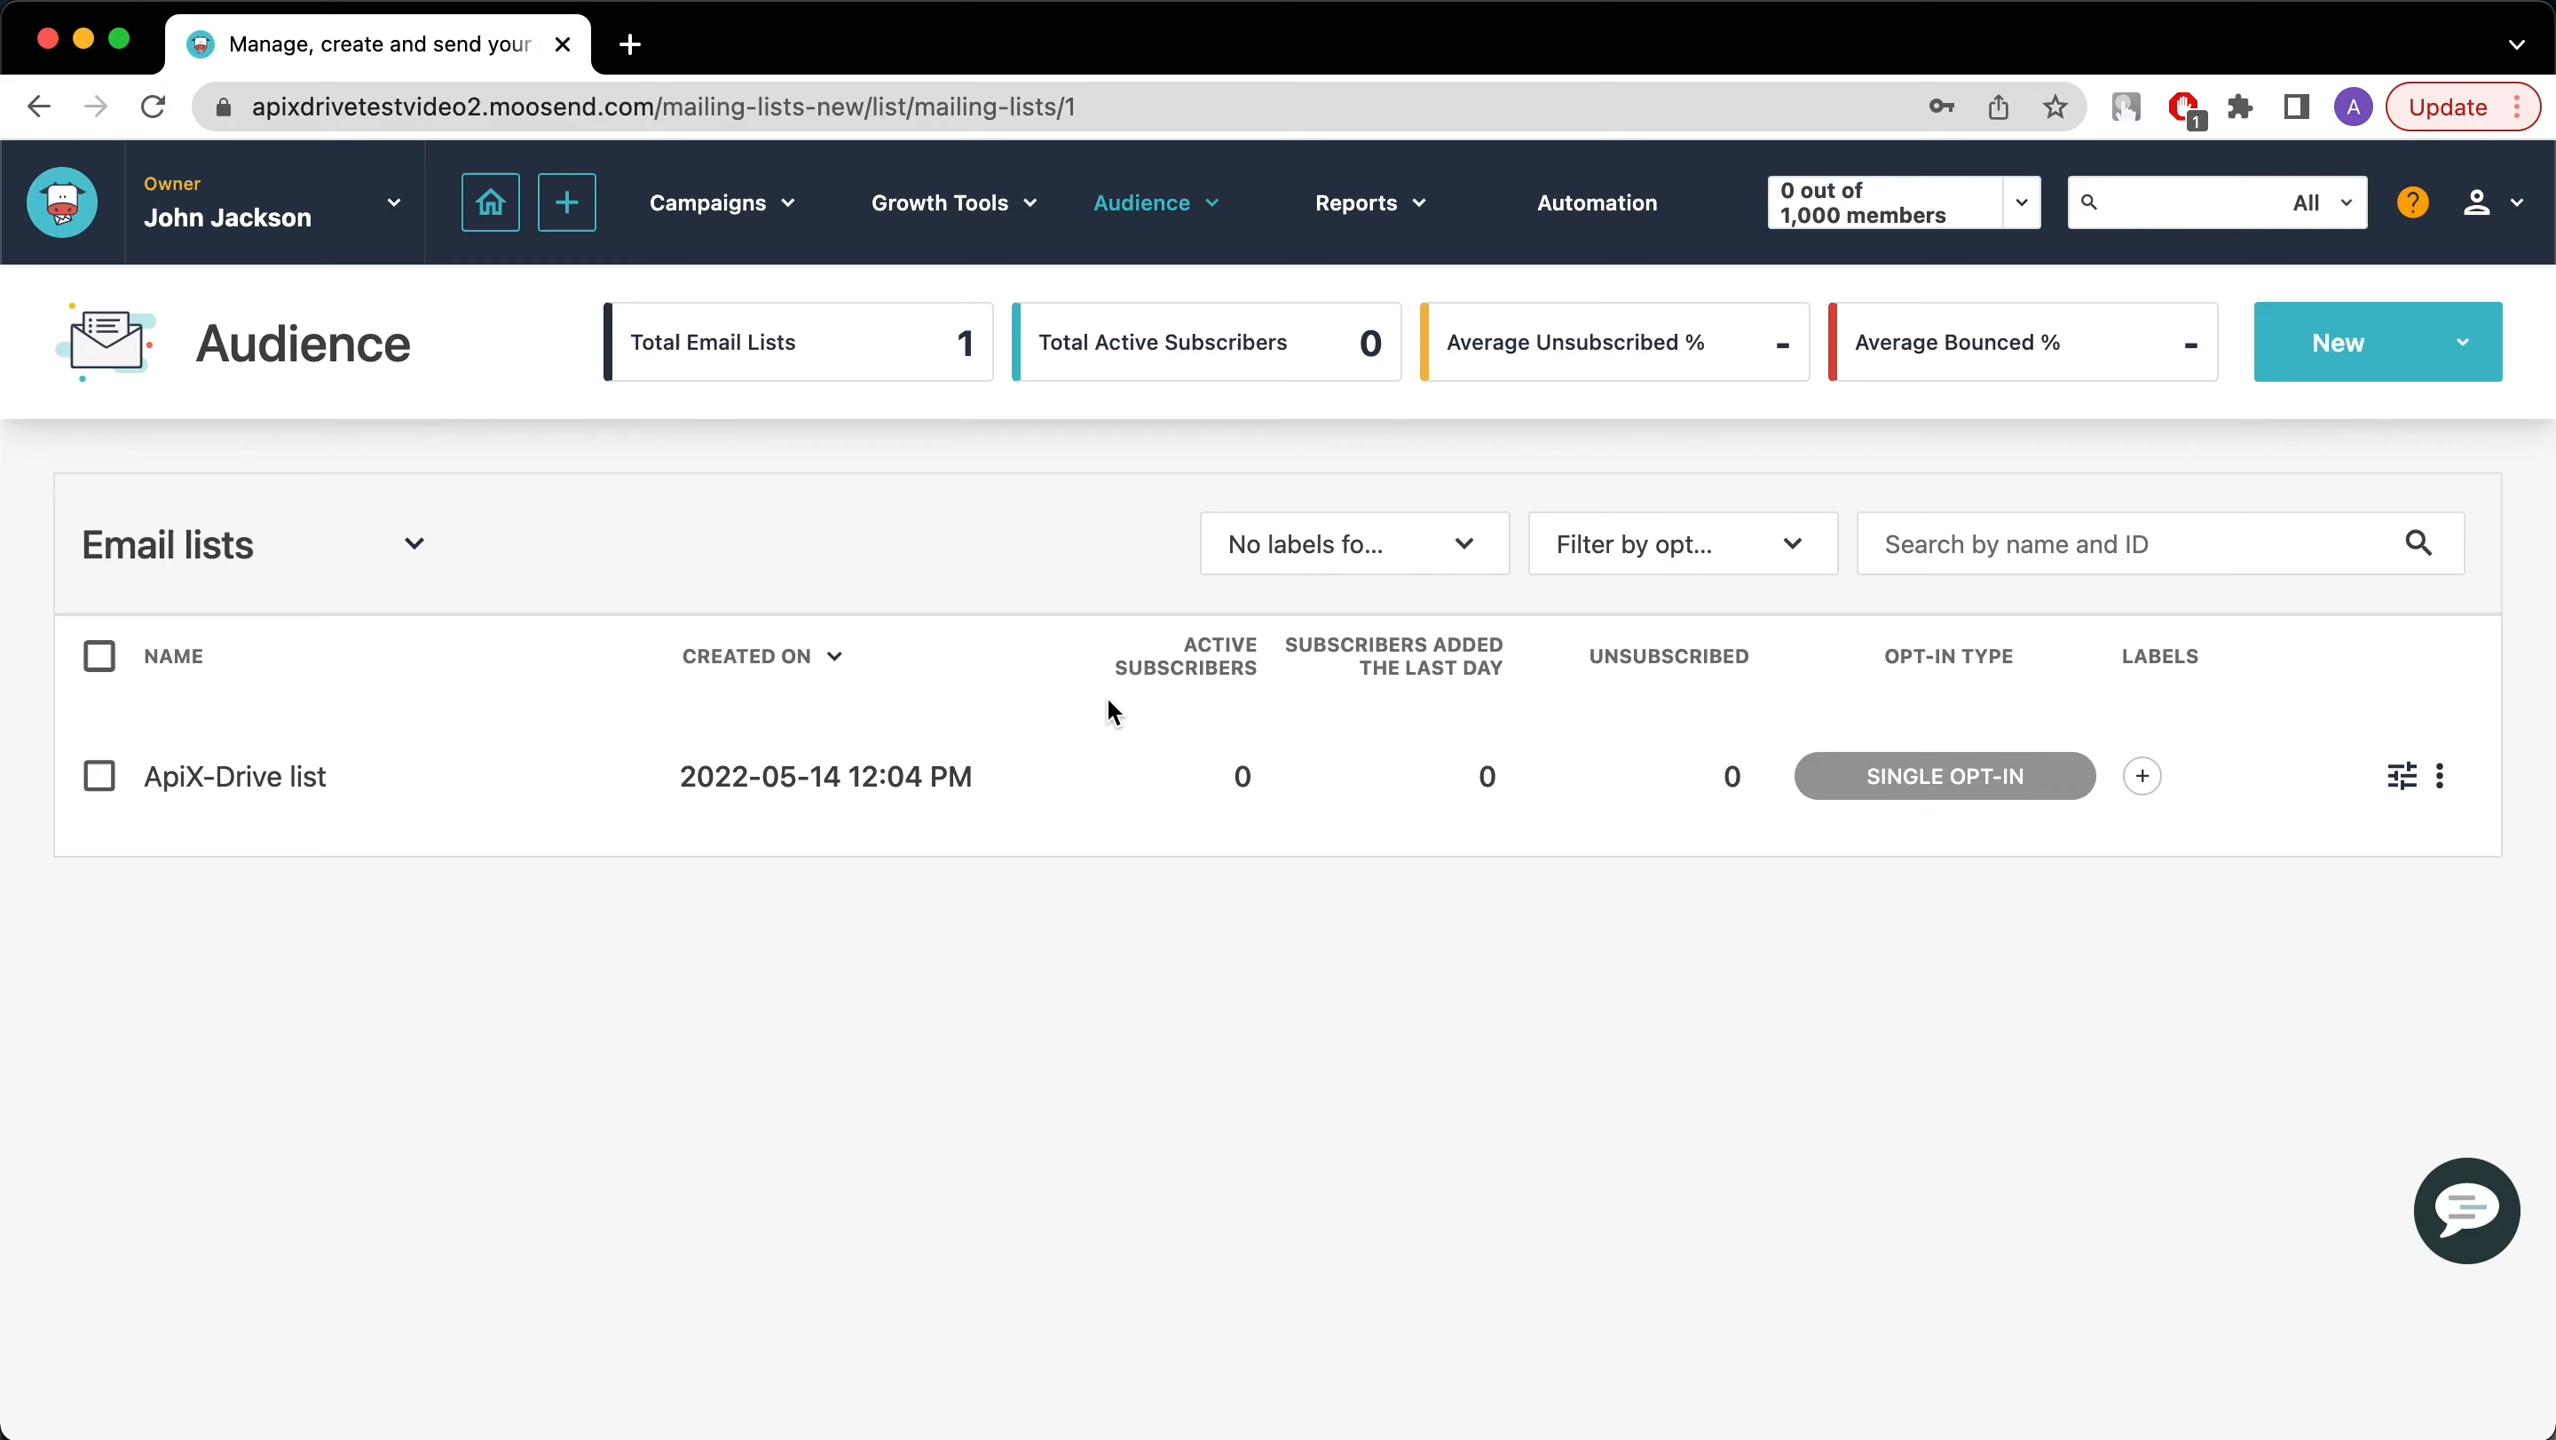 Manage, create and send your
apixdrivetestvideo2.moosend.com/mailing-lists-new/list/mailing-lists/1
1
A
Update
Owner
John Jackson
Campaigns
Growth Tools
Audience
Reports
Automation
0 out of
1,000 members
All
?
Audience
Total Email Lists 1
Total Active Subscribers 0
Average Unsubscribed % -
Average Bounced % -
New
Email lists
No labels fo...
Filter by opt...
Search by name and ID
NAME
CREATED ON
ACTIVE
SUBSCRIBERS
SUBSCRIBERS ADDED
THE LAST DAY
UNSUBSCRIBED
OPT-IN TYPE
LABELS
ApiX-Drive list 2022-05-14 12:04 PM 0 0 0 SINGLE OPT-IN